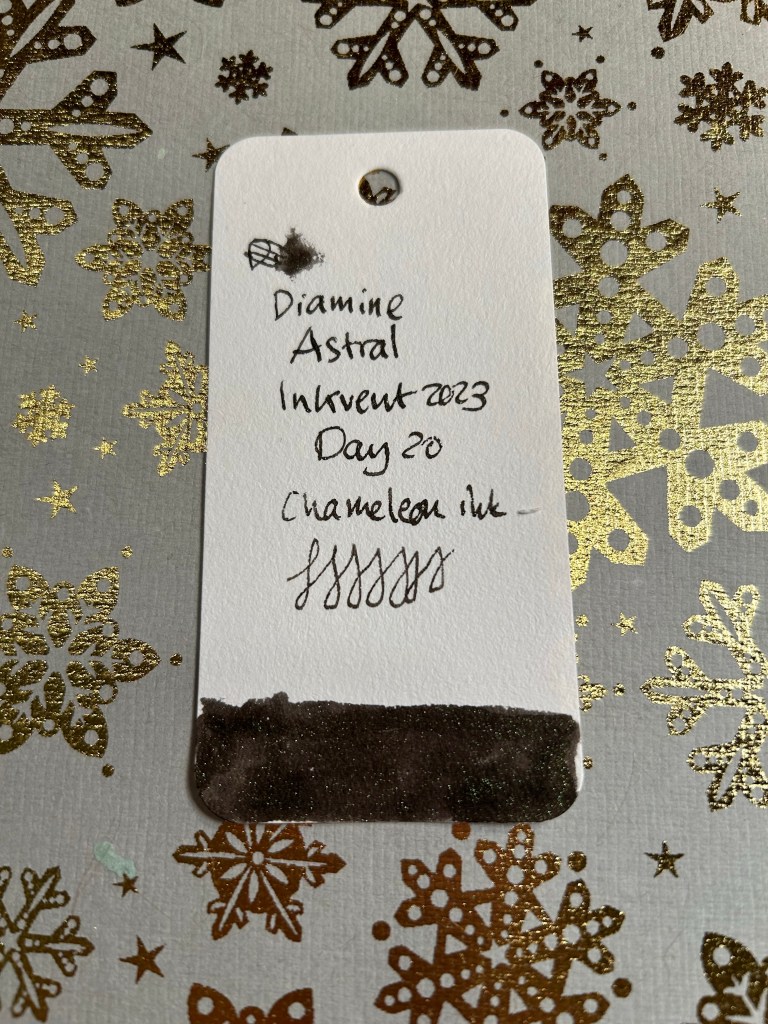 Diamine
Astral
Inkvent 2023
Day 20
Chameleon ink -